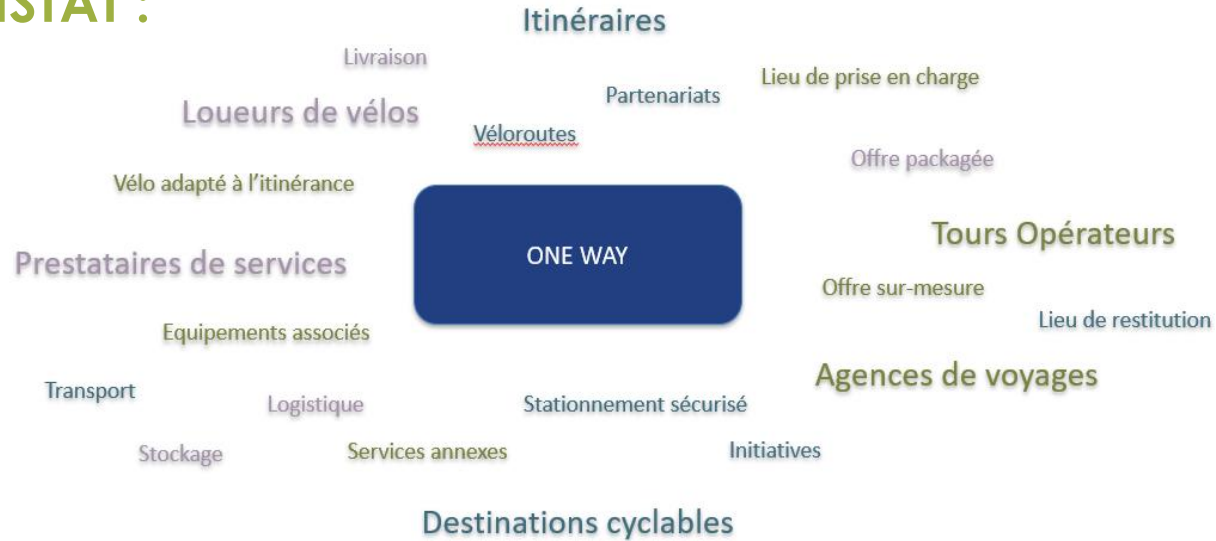 Itinéraires
Livraison
Lieu de prise en charge
Partenariats
Loueurs de vélos
Véloroutes
Offre packagée
Vélo adapté à l'itinérance
Tours Opérateurs
ONE WAY
Prestataires de services
Offre sur-mesure
Lieu de restitution
Equipements associés
Agences de voyages
Transport
Logistique
Stationnement sécurisé
Stockage
Services annexes
Initiatives
Destinations cyclables